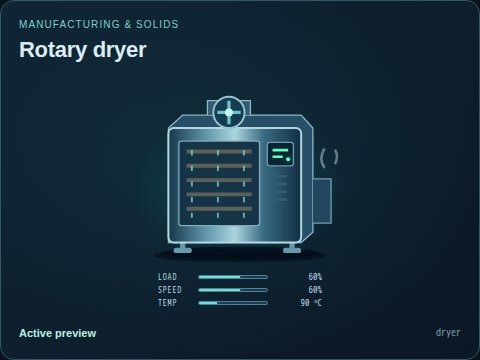 MANUFACTURING & SOLIDS
Rotary dryer
LOAD 60%
SPEED 60%
TEMP 90 °C
Active preview
dryer